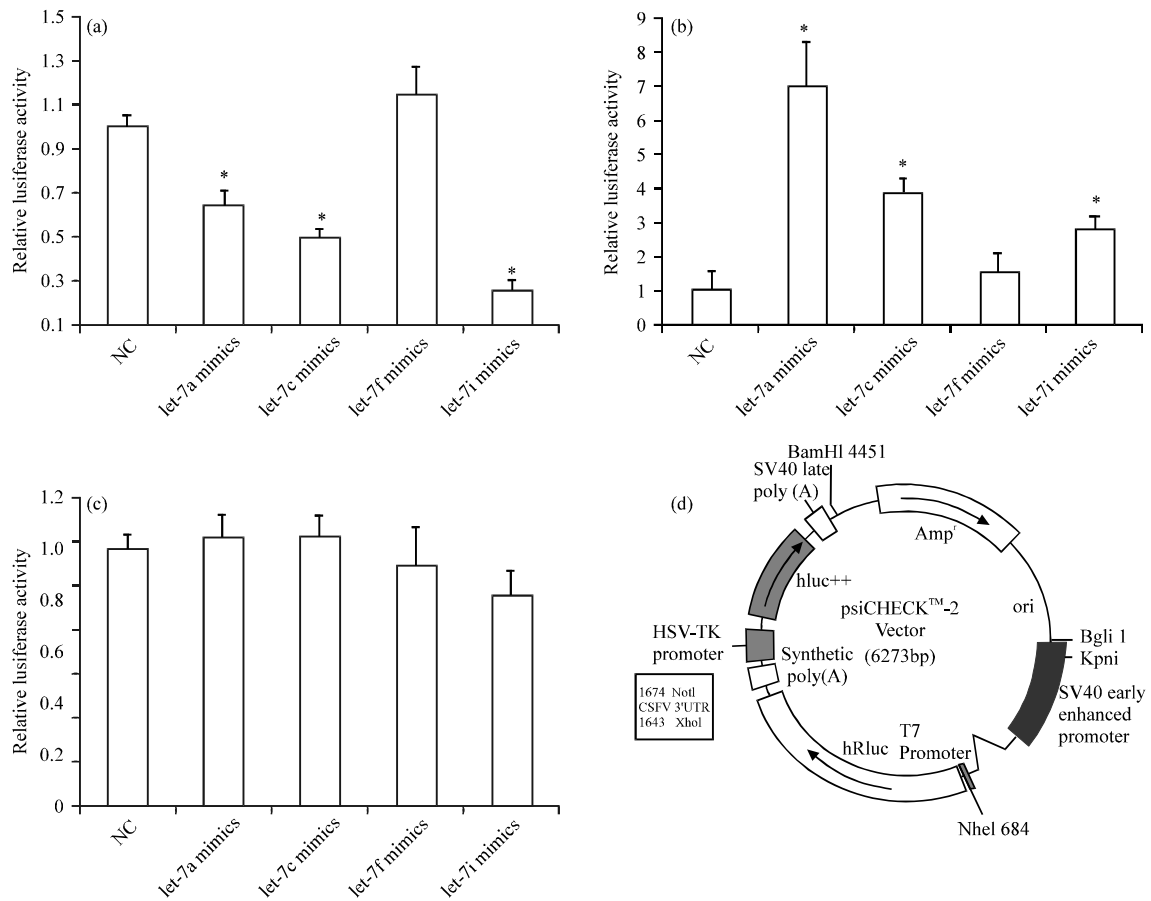 (a)
Relative lusiferase activity
1.5
1.3
1.1
0.9
0.7
0.5
0.3
0.1
*
*
*
NC
let-7a mimics
let-7c mimics
let-7f mimics
let-7i mimics
(b)
Relative lusiferase activity
9
8
7
6
5
4
3
2
1
0
*
*
*
NC
let-7a mimics
let-7c mimics
let-7f mimics
let-7i mimics
(c)
Relative lusiferase activity
1.2
1.0
0.8
0.6
0.4
0.2
0
NC
let-7a mimics
let-7c mimics
let-7f mimics
let-7i mimics
(d)
BamHl 4451
SV40 late
poly (A)
Ampʳ
hluc++
psiCHECK™-2
Vector
(6273bp)
ori
HSV-TK
promoter
Synthetic
poly(A)
Bgli 1
Kpni
SV40 early
enhanced
promoter
1674 Notl
CSFV 3'UTR
1643 Xhol
hRluc
T7
Promoter
Nhel 684